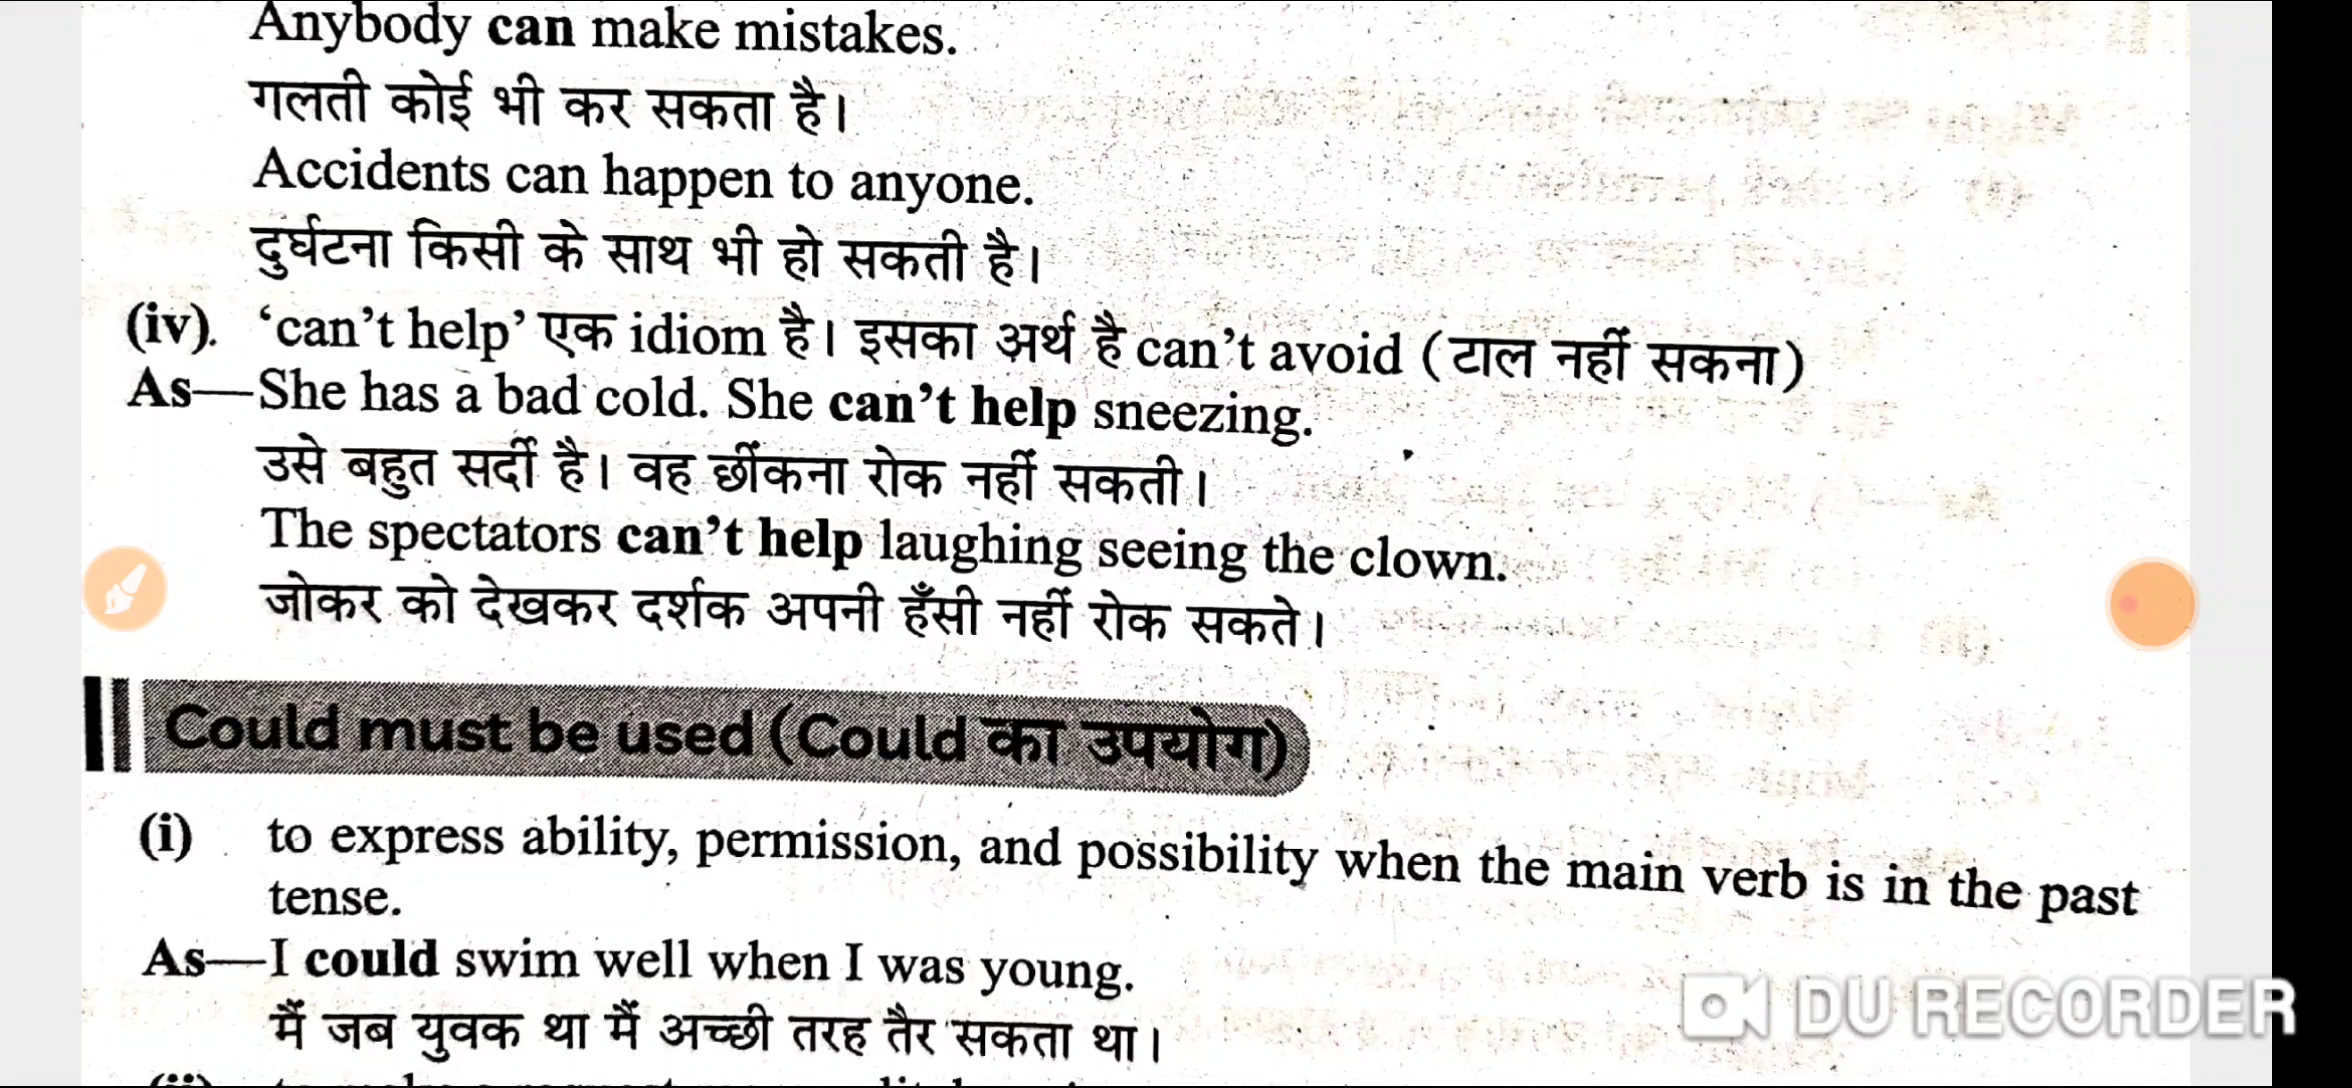 Anybody can make mistakes.
गलती कोई भी कर सकता है।
Accidents can happen to anyone.
दुर्घटना किसी के साथ भी हो सकती है।
(iv). ‘can’t help’ एक idiom है। इसका अर्थ है can’t avoid (टाल नहीं सकना)
As—She has a bad cold. She can’t help sneezing.
उसे बहुत सर्दी है। वह छींकना रोक नहीं सकती।
The spectators can’t help laughing seeing the clown.
जोकर को देखकर दर्शक अपनी हँसी नहीं रोक सकते।
Could must be used (Could का उपयोग)
(i) to express ability, permission, and possibility when the main verb is in the past
tense.
As—I could swim well when I was young.
मैं जब युवक था मैं अच्छी तरह तैर सकता था।
DU RECORDER